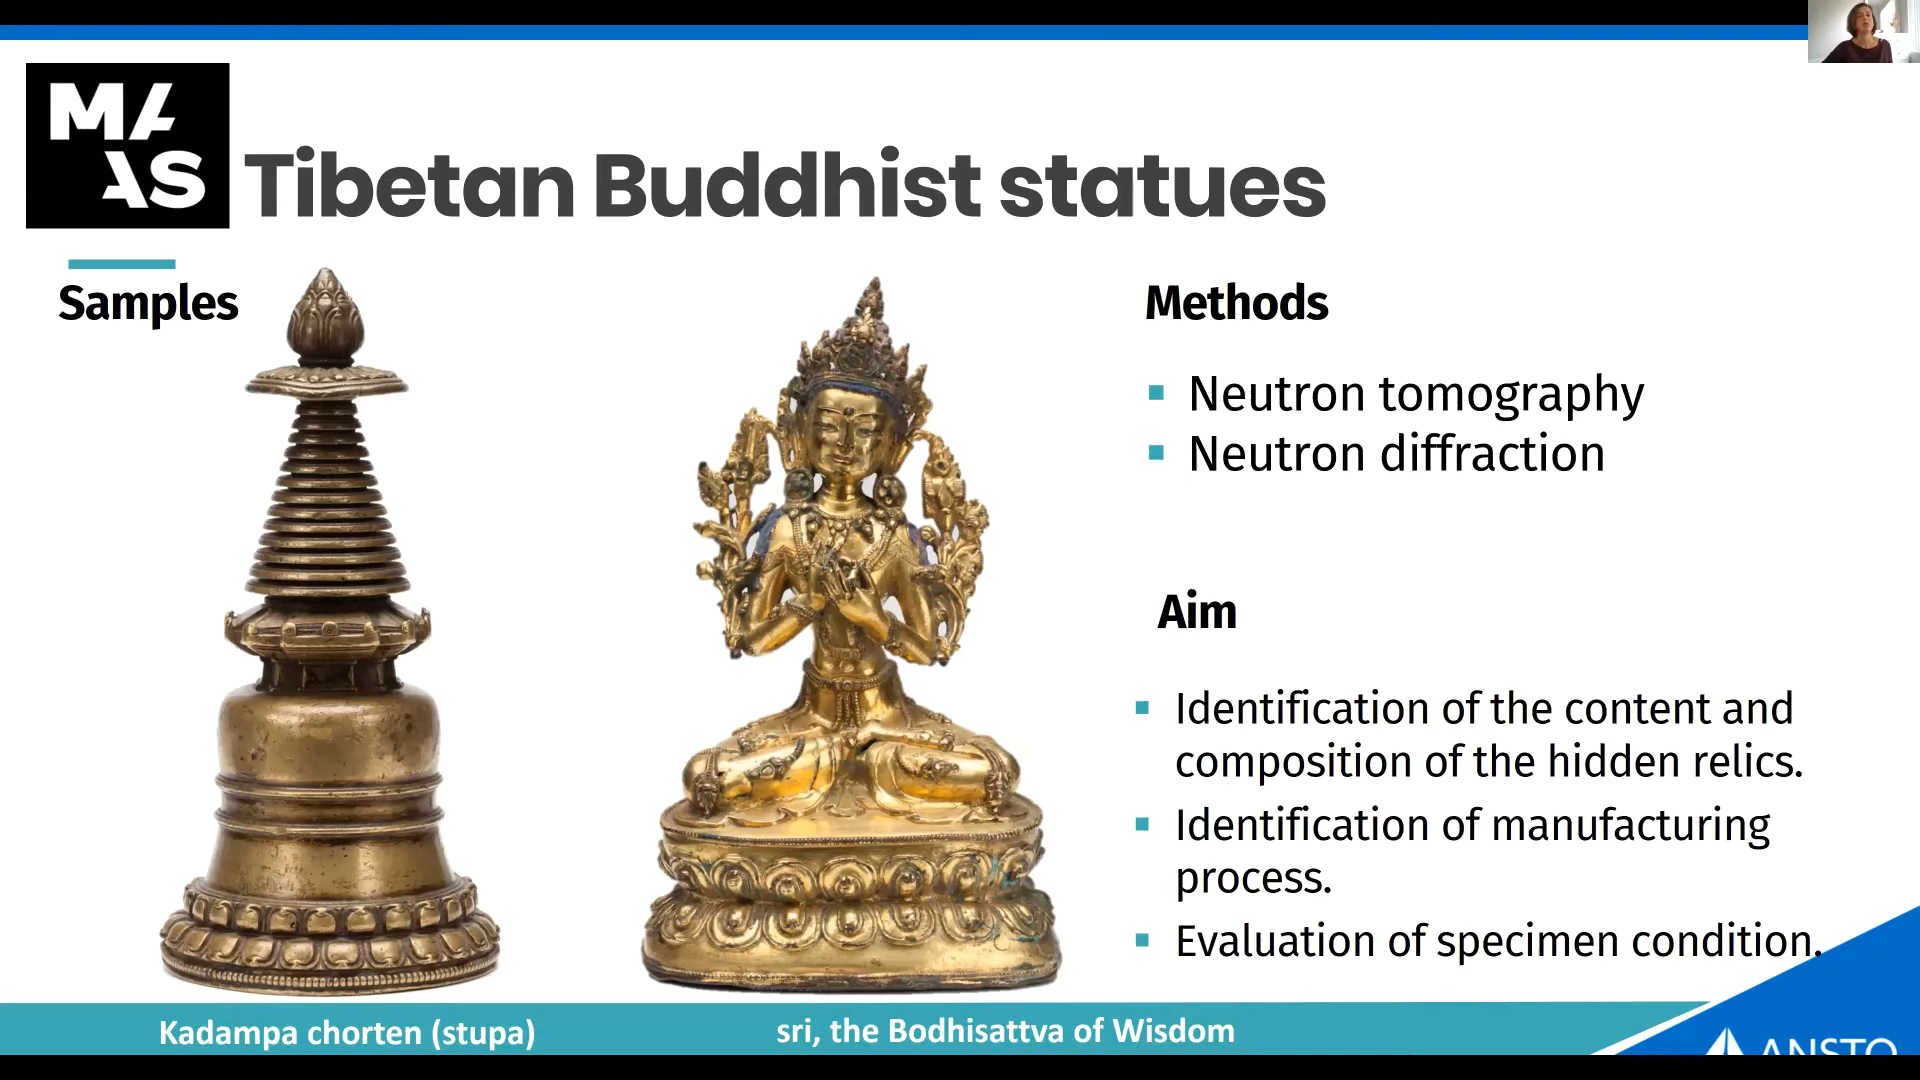 MA
AS
Tibetan Buddhist statues
Samples
Methods
Neutron tomography
Neutron diffraction
Aim
Identification of the content and
composition of the hidden relics.
Identification of manufacturing
process.
Evaluation of specimen condition.
Kadampa chorten (stupa)
sri, the Bodhisattva of Wisdom
ANSTO